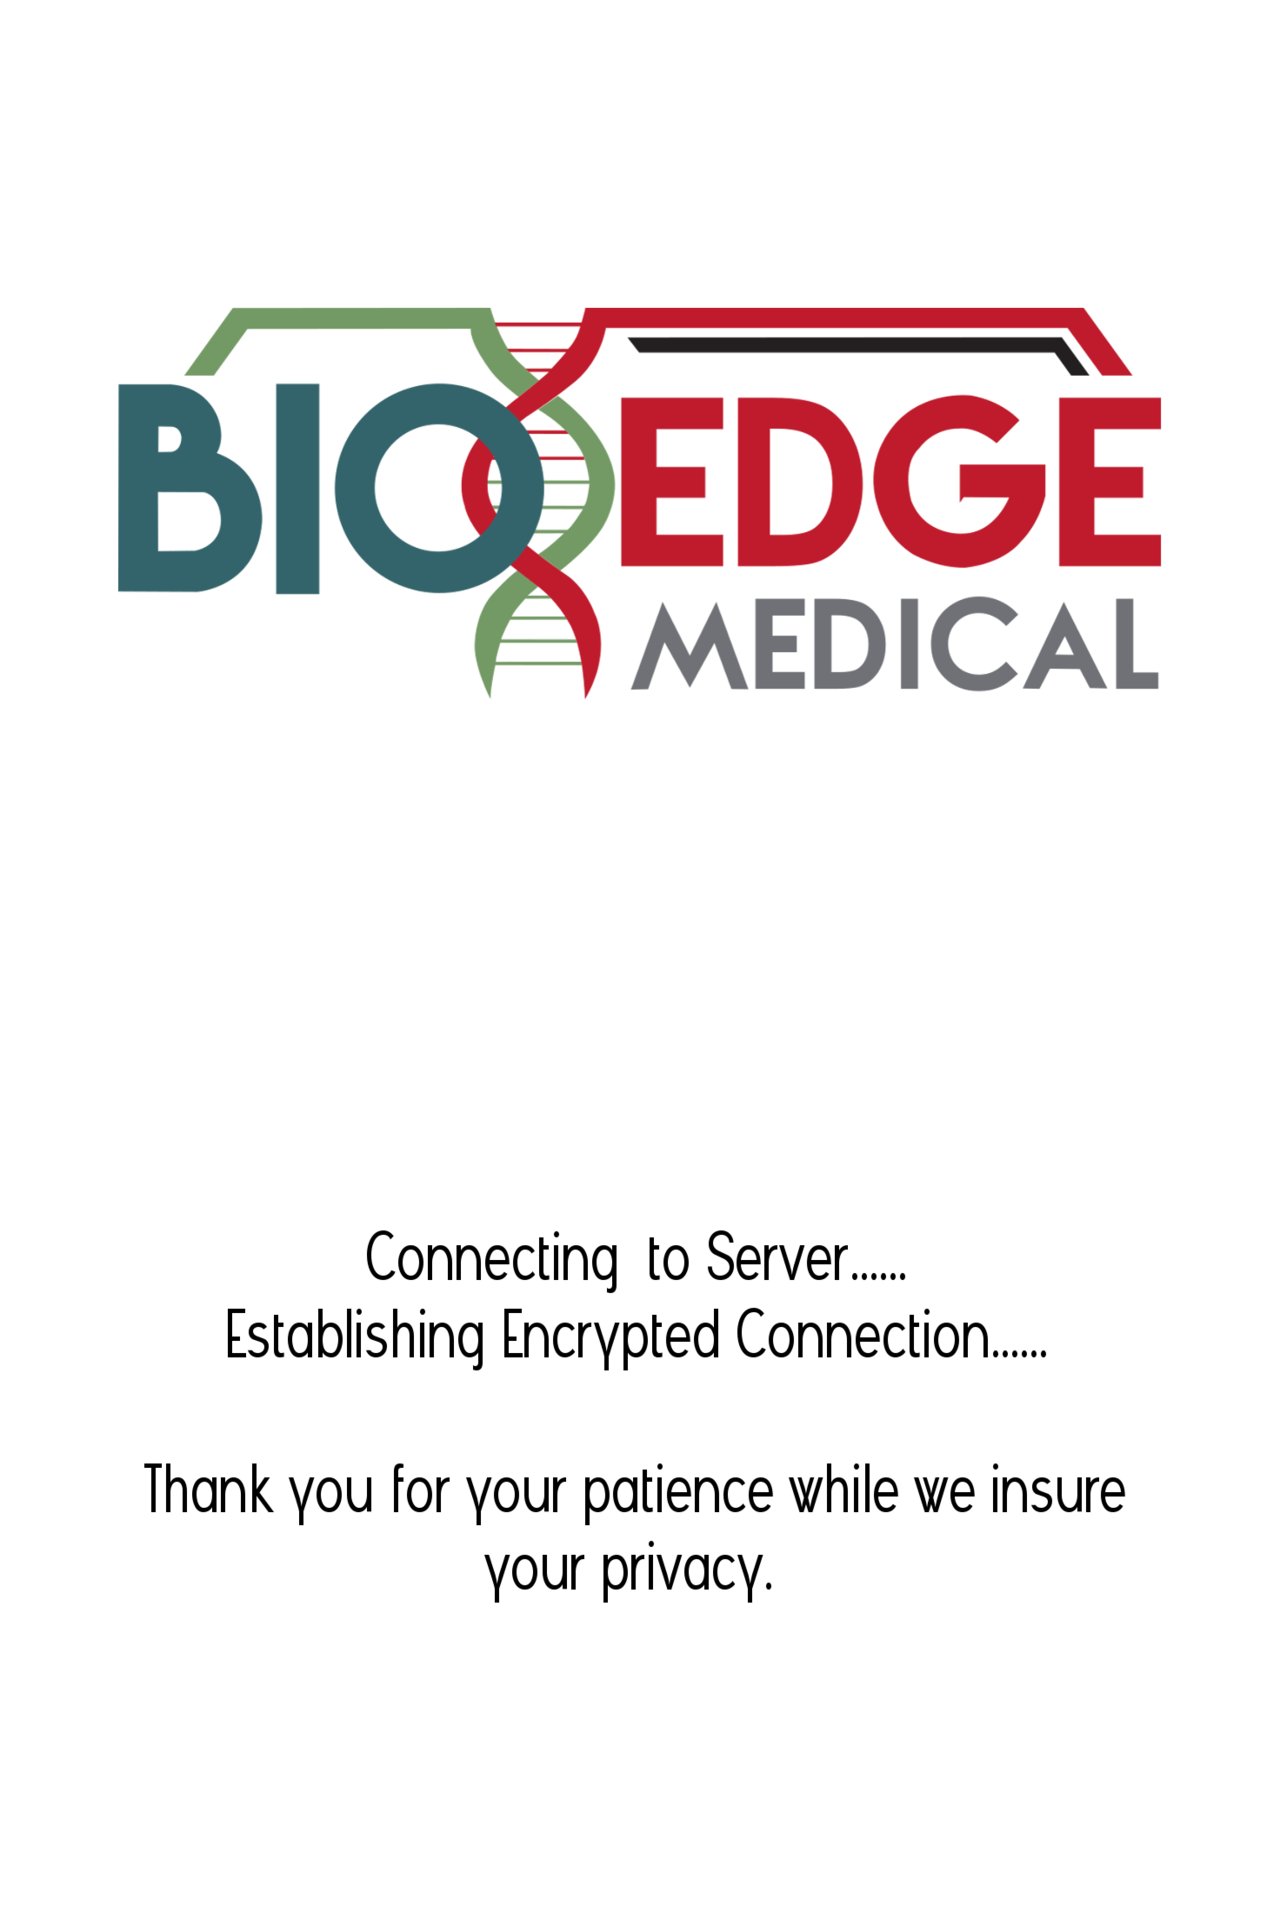 BIO EDGE
MEDICAL
Connecting to Server......
Establishing Encrypted Connection......
Thank you for your patience while we insure
your privacy.